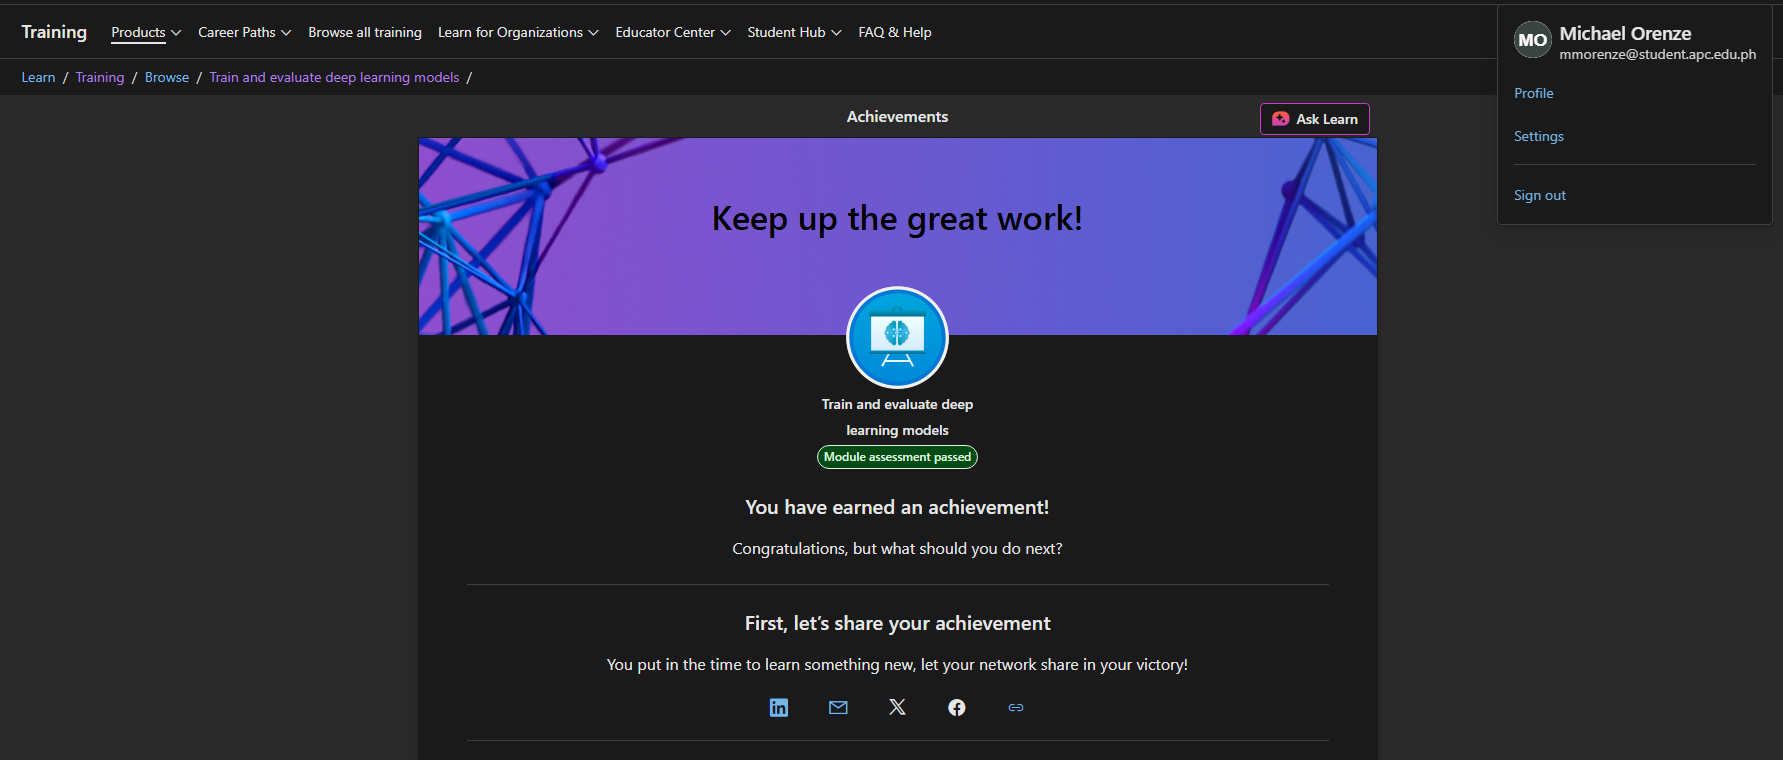 Training
Products
Career Paths
Browse all training
Learn for Organizations
Educator Center
Student Hub
FAQ & Help
MO
Michael Orenze
mmorenze@student.apc.edu.ph
Profile
Settings
Sign out
Learn / Training / Browse / Train and evaluate deep learning models /
Achievements
Ask Learn
Keep up the great work!
Train and evaluate deep
learning models
Module assessment passed
You have earned an achievement!
Congratulations, but what should you do next?
First, let’s share your achievement
You put in the time to learn something new, let your network share in your victory!